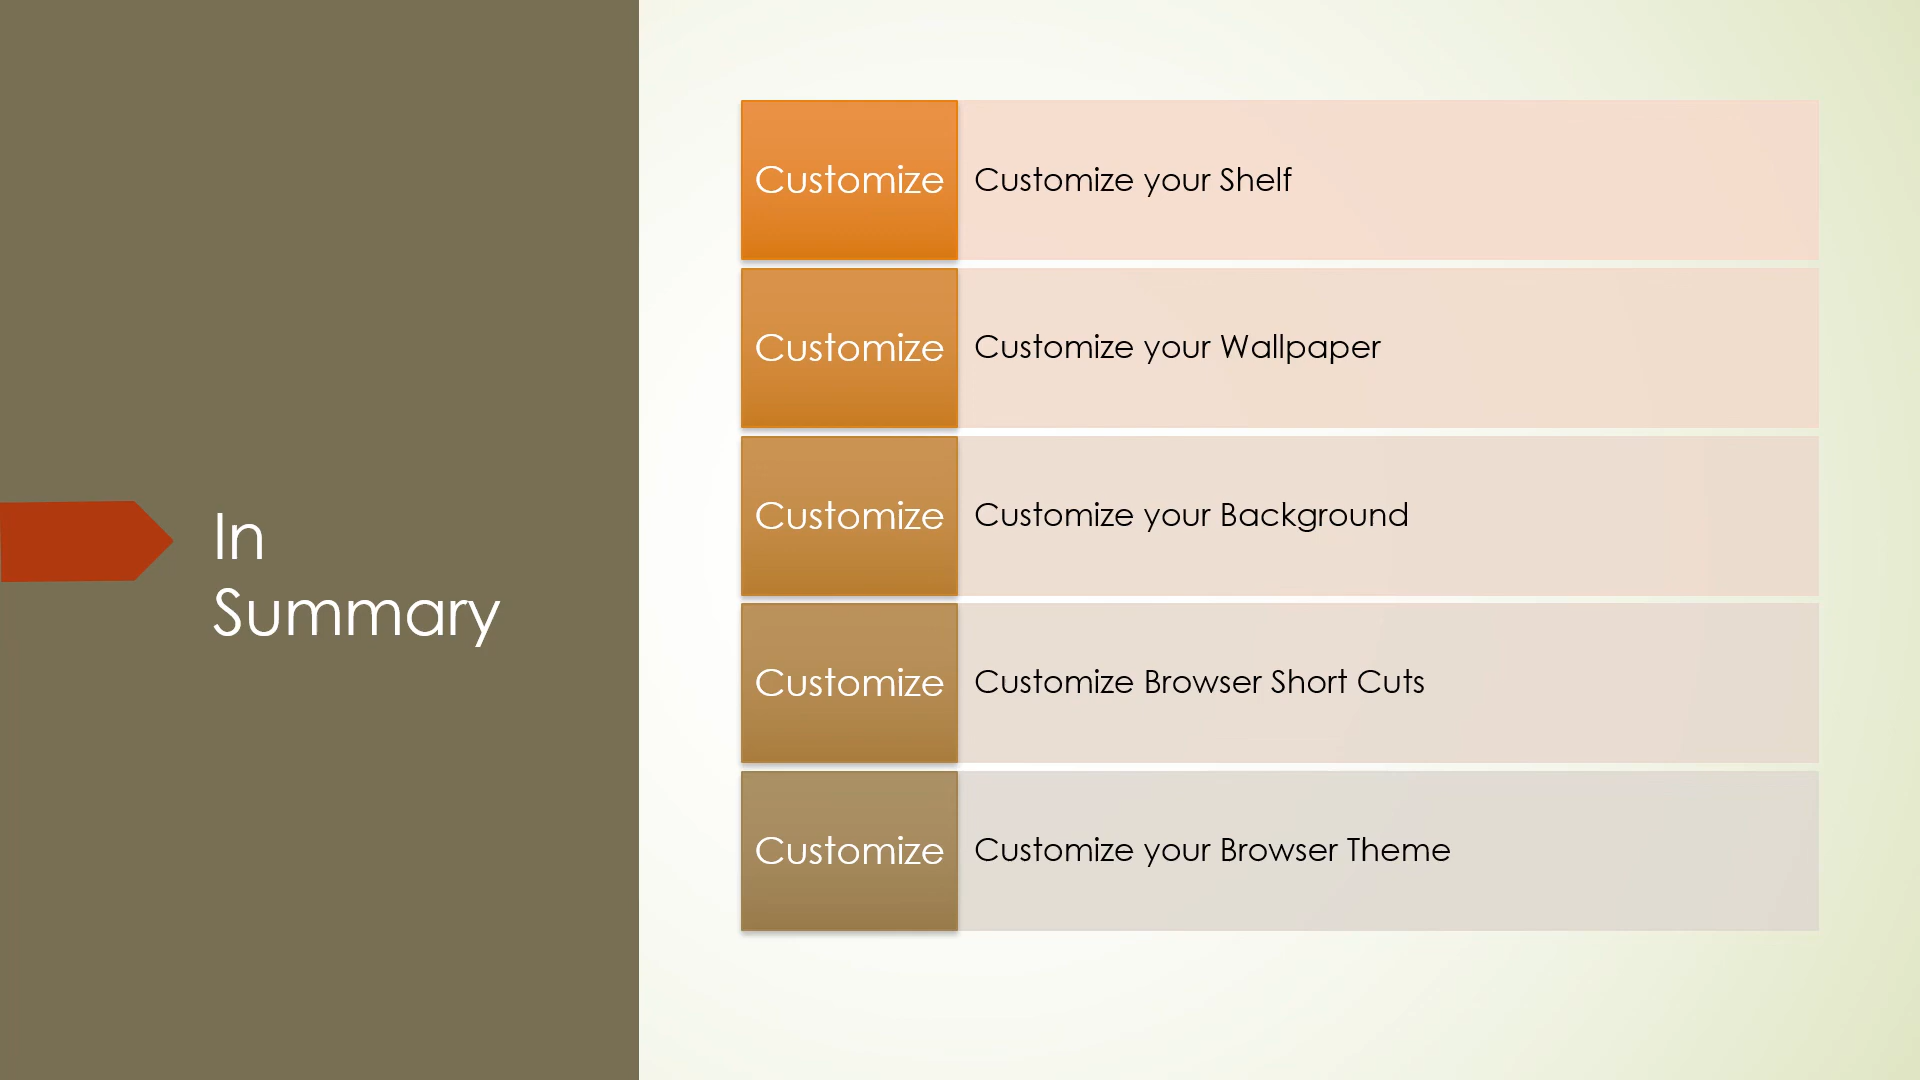 In
Summary
Customize
Customize your Shelf
Customize
Customize your Wallpaper
Customize
Customize your Background
Customize
Customize Browser Short Cuts
Customize
Customize your Browser Theme